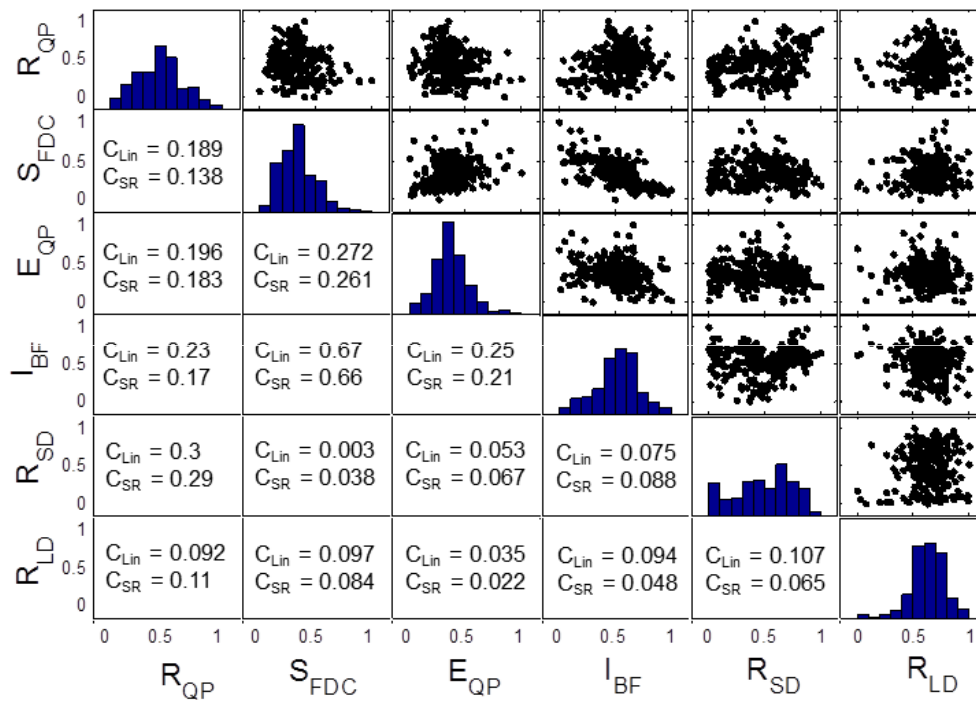 R_QP
1
0.5
0
S_FDC
1
0.5
0
C_Lin = 0.189
C_SR = 0.138
E_QP
1
0.5
0
C_Lin = 0.196
C_SR = 0.183
C_Lin = 0.272
C_SR = 0.261
I_BF
1
0.5
0
C_Lin = 0.23
C_SR = 0.17
C_Lin = 0.67
C_SR = 0.66
C_Lin = 0.25
C_SR = 0.21
R_SD
1
0.5
0
C_Lin = 0.3
C_SR = 0.29
C_Lin = 0.003
C_SR = 0.038
C_Lin = 0.053
C_SR = 0.067
C_Lin = 0.075
C_SR = 0.088
R_LD
1
0.5
0
C_Lin = 0.092
C_SR = 0.11
C_Lin = 0.097
C_SR = 0.084
C_Lin = 0.035
C_SR = 0.022
C_Lin = 0.094
C_SR = 0.048
C_Lin = 0.107
C_SR = 0.065
0 0.5 1 0 0.5 1 0 0.5 1 0 0.5 1 0 0.5 1 0 0.5 1
R_QP S_FDC E_QP I_BF R_SD R_LD